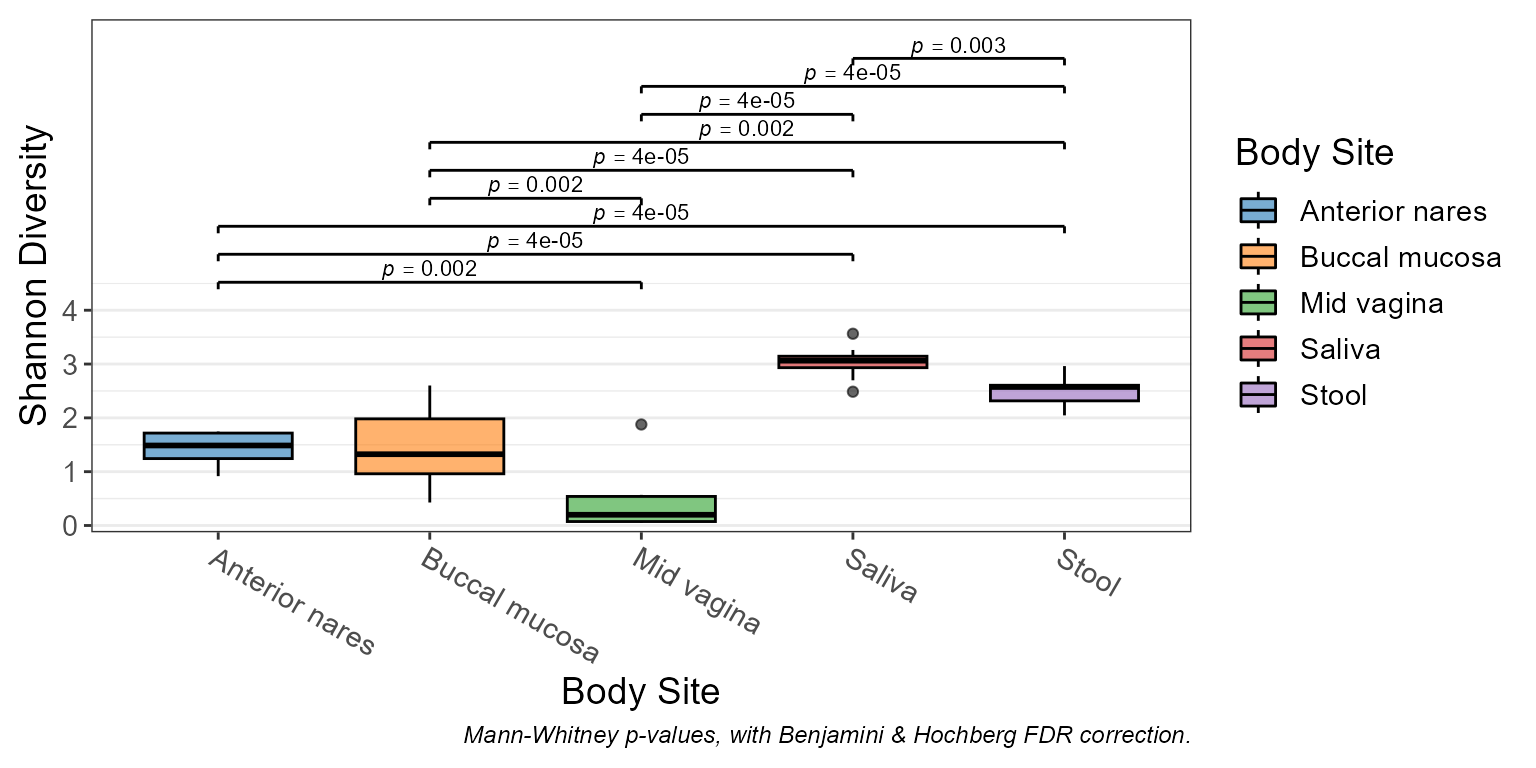 p = 0.003
p = 4e-05
p = 4e-05
p = 0.002
p = 4e-05
p = 0.002
p = 4e-05
p = 4e-05
p = 0.002
Shannon Diversity
4
3
2
1
0
Anterior nares
Buccal mucosa
Mid vagina
Saliva
Stool
Body Site
Mann-Whitney p-values, with Benjamini & Hochberg FDR correction.
Body Site
Anterior nares
Buccal mucosa
Mid vagina
Saliva
Stool